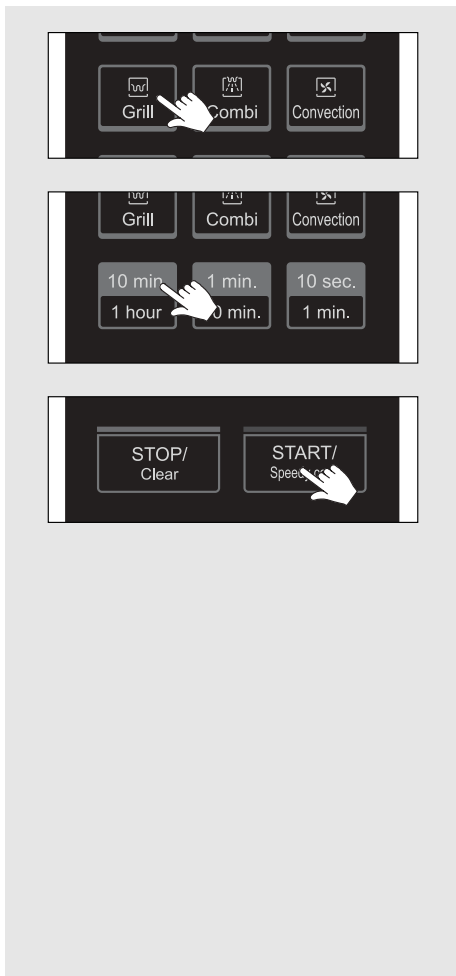 Grill Combi Convection
Grill Combi Convection
10 min. 1 min. 10 sec.
1 hour min. 1 min.
STOP/ START/
Clear Speedy